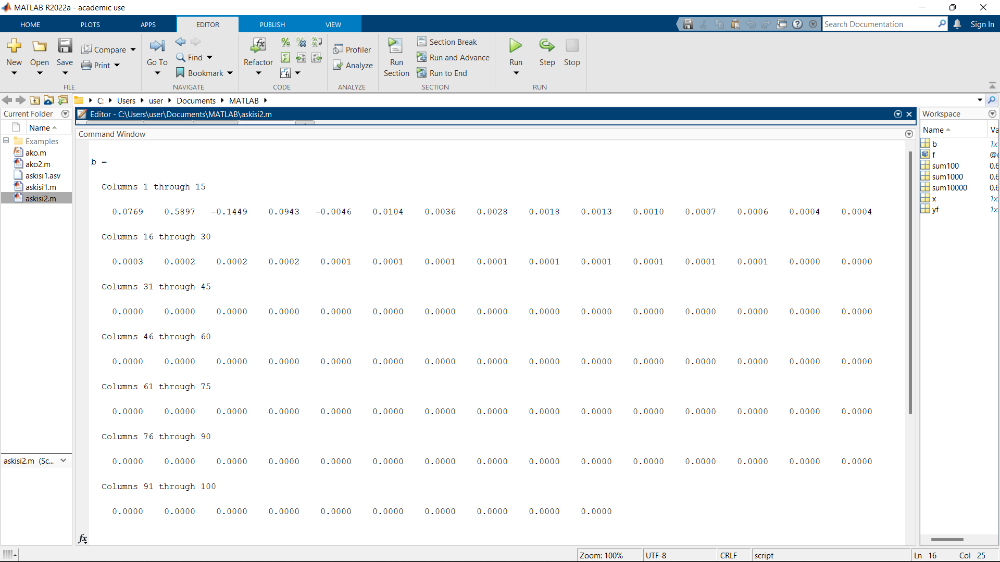 MATLAB R2022a - academic use
HOME PLOTS APPS EDITOR PUBLISH VIEW Search Documentation Sign In
New Open Save Compare Print
FILE
Go To Find Bookmark
NAVIGATE
Refactor
CODE
Profiler Analyze
ANALYZE
Run Section Section Break Run and Advance Run to End
SECTION
Run Step Stop
RUN
C: Users user Documents MATLAB
Current Folder
Name
Examples
ako.m
ako2.m
askisi1.asv
askisi1.m
askisi2.m
askisi2.m (Sc...
Editor - C:\Users\user\Documents\MATLAB\askisi2.m
Command Window
b =
Columns 1 through 15
0.0769 0.5897 -0.1449 0.0943 -0.0046 0.0104 0.0036 0.0028 0.0018 0.0013 0.0010 0.0007 0.0006 0.0004 0.0004
Columns 16 through 30
0.0003 0.0002 0.0002 0.0002 0.0001 0.0001 0.0001 0.0001 0.0001 0.0001 0.0001 0.0001 0.0001 0.0000 0.0000
Columns 31 through 45
0.0000 0.0000 0.0000 0.0000 0.0000 0.0000 0.0000 0.0000 0.0000 0.0000 0.0000 0.0000 0.0000 0.0000 0.0000
Columns 46 through 60
0.0000 0.0000 0.0000 0.0000 0.0000 0.0000 0.0000 0.0000 0.0000 0.0000 0.0000 0.0000 0.0000 0.0000 0.0000
Columns 61 through 75
0.0000 0.0000 0.0000 0.0000 0.0000 0.0000 0.0000 0.0000 0.0000 0.0000 0.0000 0.0000 0.0000 0.0000 0.0000
Columns 76 through 90
0.0000 0.0000 0.0000 0.0000 0.0000 0.0000 0.0000 0.0000 0.0000 0.0000 0.0000 0.0000 0.0000 0.0000 0.0000
Columns 91 through 100
0.0000 0.0000 0.0000 0.0000 0.0000 0.0000 0.0000 0.0000 0.0000 0.0000
fx
Workspace
Name Va
b 1x
f @
sum100 0.6
sum1000 0.6
sum10000 0.6
x 1x
yf 1x
Zoom: 100% UTF-8 CRLF script Ln 16 Col 25